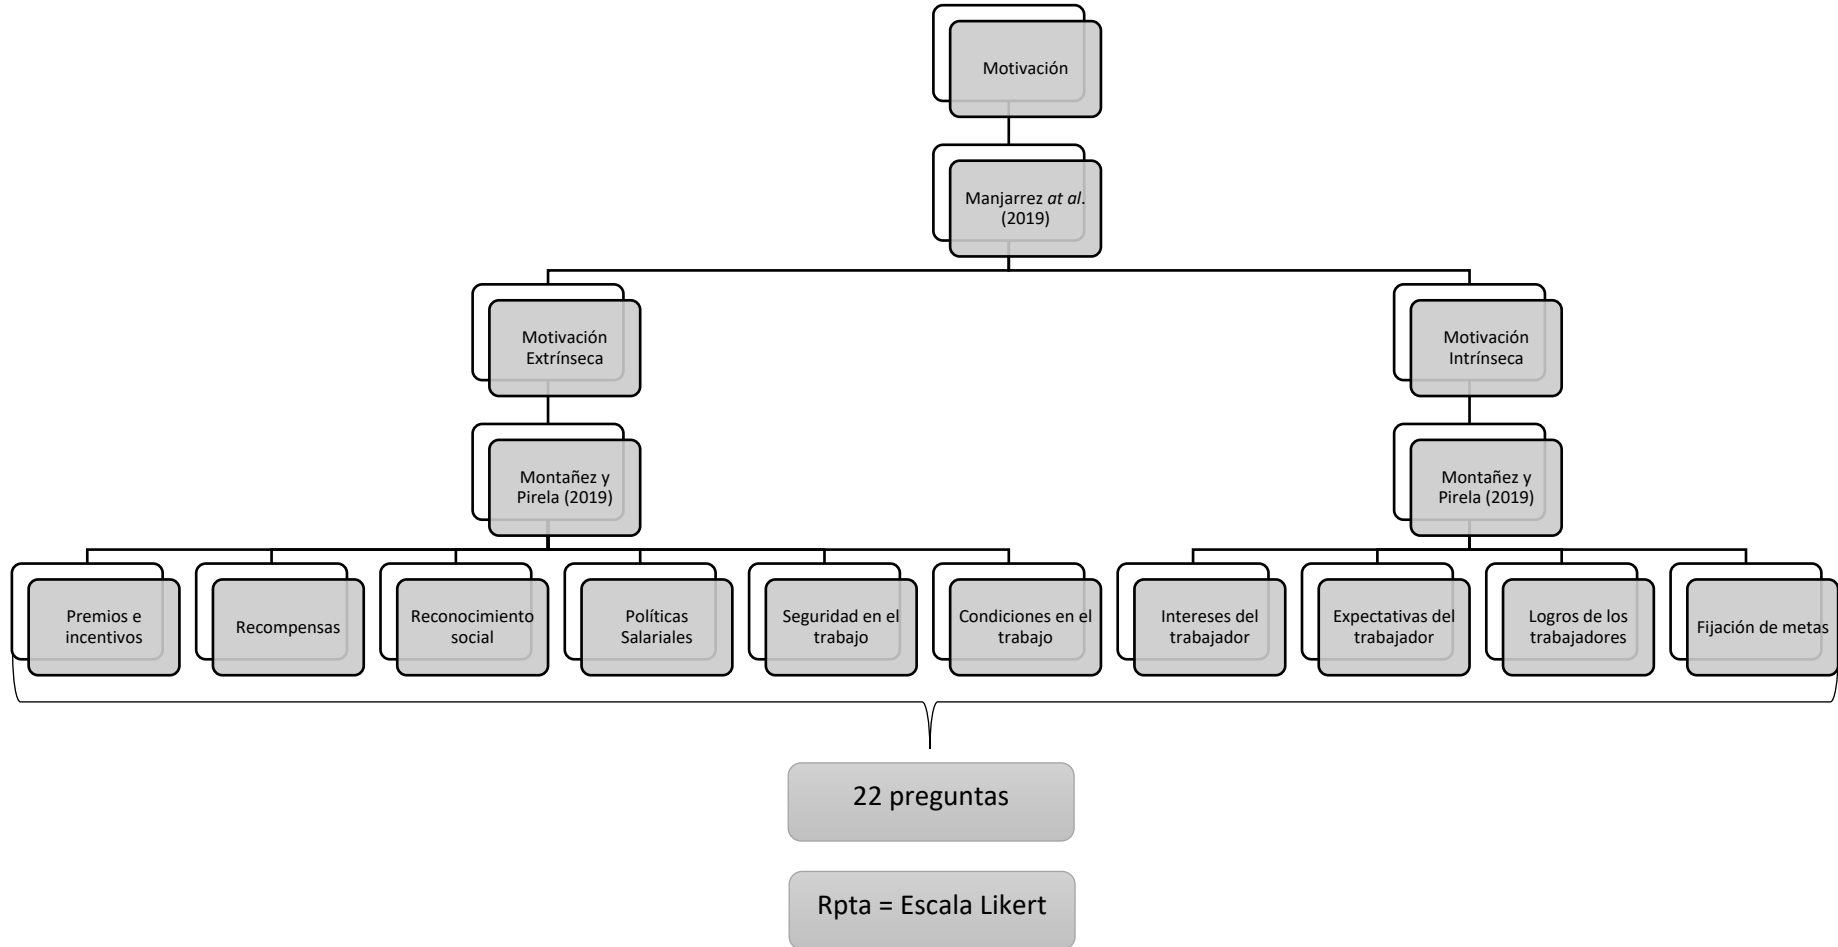 Motivación
Manjarrez at al.
(2019)
Motivación
Extrínseca
Motivación
Intrínseca
Montañez y
Pirela (2019)
Montañez y
Pirela (2019)
Premios e
incentivos
Recompensas
Reconocimiento
social
Políticas
Salariales
Seguridad en el
trabajo
Condiciones en el
trabajo
Intereses del
trabajador
Expectativas del
trabajador
Logros de los
trabajadores
Fijación de metas
22 preguntas
Rpta = Escala Likert